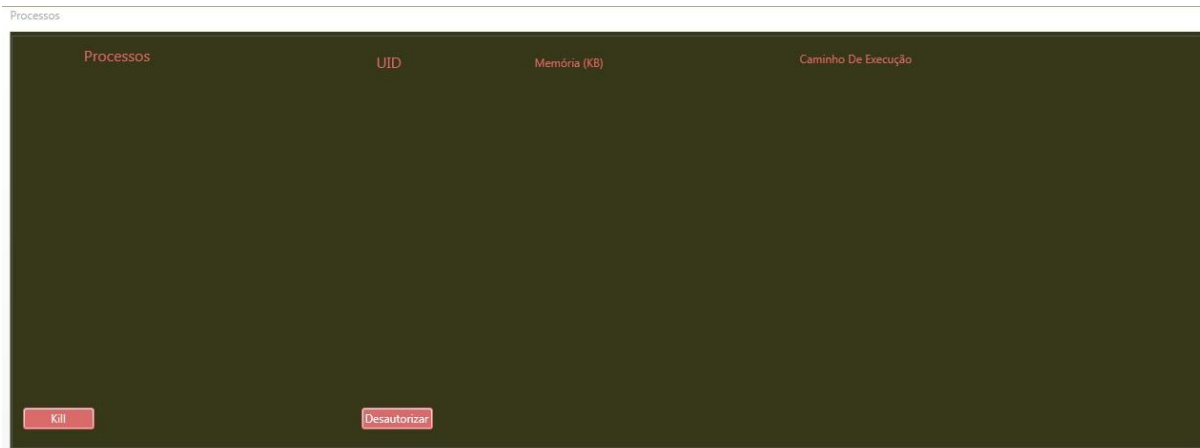 Processos
Processos UID Memória (KB) Caminho De Execução
Kill Desautorizar